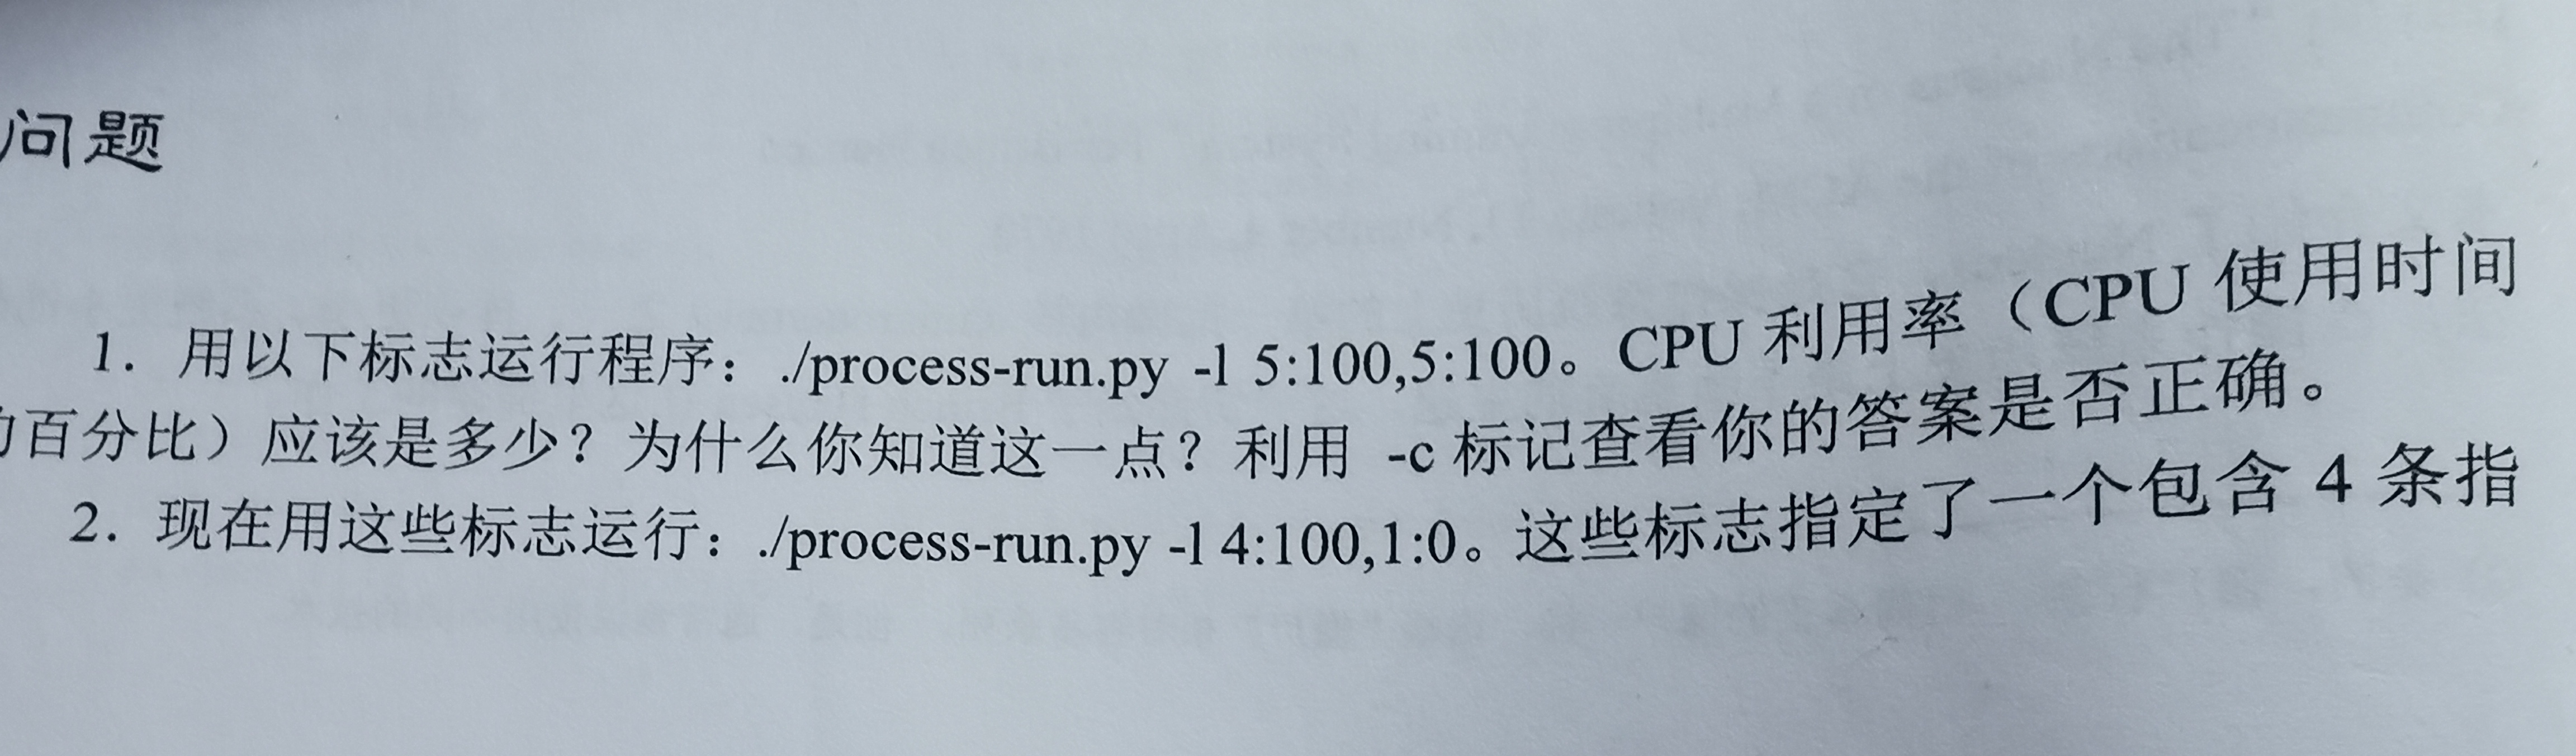 问题
1. 用以下标志运行程序：./process-run.py -l 5:100,5:100。CPU 利用率（CPU 使用时间
百分比）应该是多少？为什么你知道这一点？利用 -c 标记查看你的答案是否正确。
2. 现在用这些标志运行：./process-run.py -l 4:100,1:0。这些标志指定了一个包含 4 条指